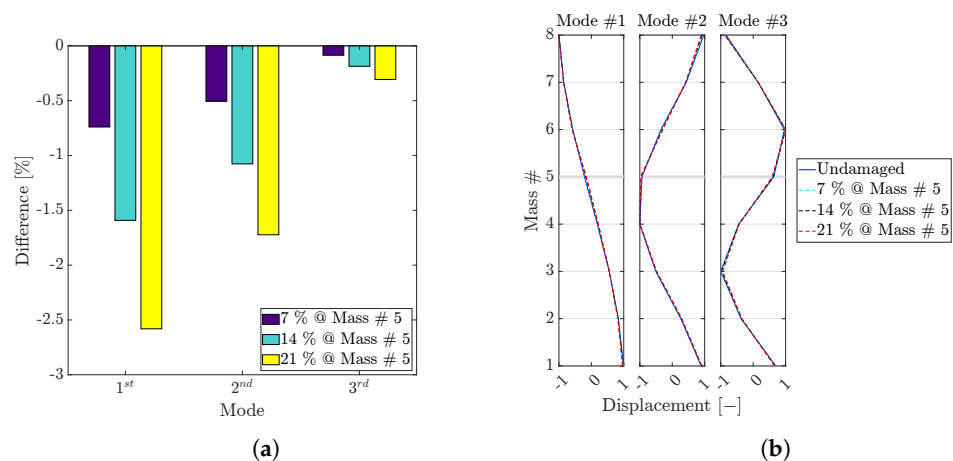 (a)
0
-0.5
-1
-1.5
-2
-2.5
-3
Difference [%]
7 % @ Mass # 5
14 % @ Mass # 5
21 % @ Mass # 5
1st 2nd 3rd
Mode
(b)
Mode #1 Mode #2 Mode #3
8
7
6
5
4
3
2
1
Mass #
-1 0 1 -1 0 1 -1 0 1
Displacement [−]
Undamaged
7 % @ Mass # 5
14 % @ Mass # 5
21 % @ Mass # 5